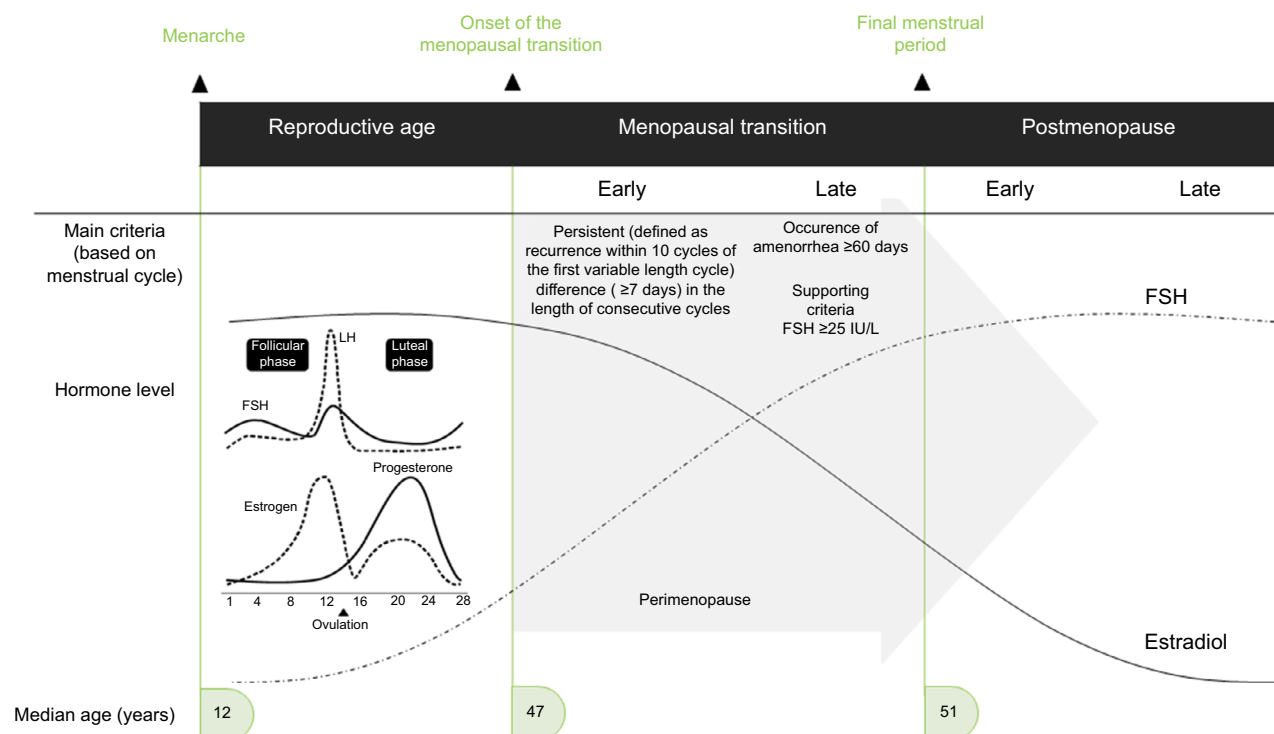 Menarche
Onset of the
menopausal transition
Final menstrual
period
Reproductive age
Menopausal transition
Postmenopause
Early
Late
Early
Late
Main criteria
(based on
menstrual cycle)
Persistent (defined as
recurrence within 10 cycles of
the first variable length cycle)
difference ( ≥7 days) in the
length of consecutive cycles
Occurence of
amenorrhea ≥60 days
Supporting
criteria
FSH ≥25 IU/L
FSH
Hormone level
Follicular
phase
LH
Luteal
phase
FSH
Progesterone
Estrogen
1 4 8 12 16 20 24 28
Ovulation
Perimenopause
Estradiol
Median age (years)
12
47
51